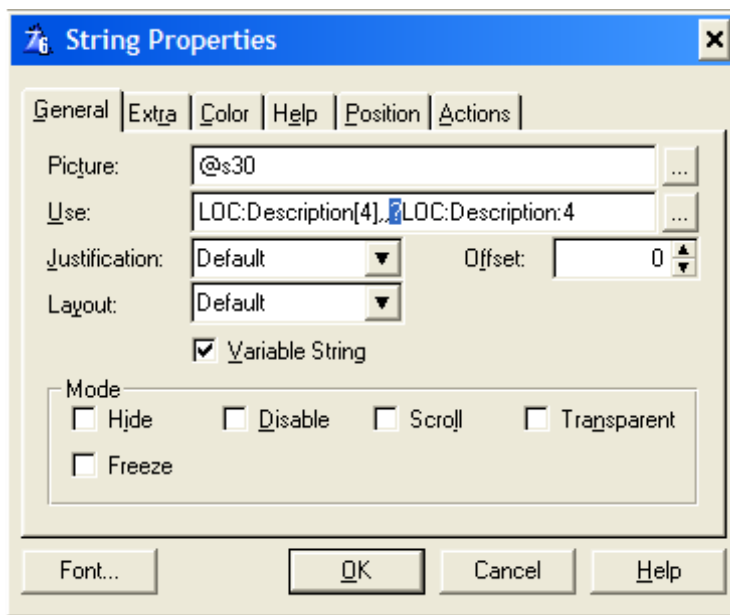 76 String Properties
General Extra Color Help Position Actions
Picture: @s30 ...
Use: LOC:Description[4],,?LOC:Description:4 ...
Justification: Default Offset: 0
Layout: Default
Variable String
Mode
Hide Disable Scroll Transparent
Freeze
Font... OK Cancel Help